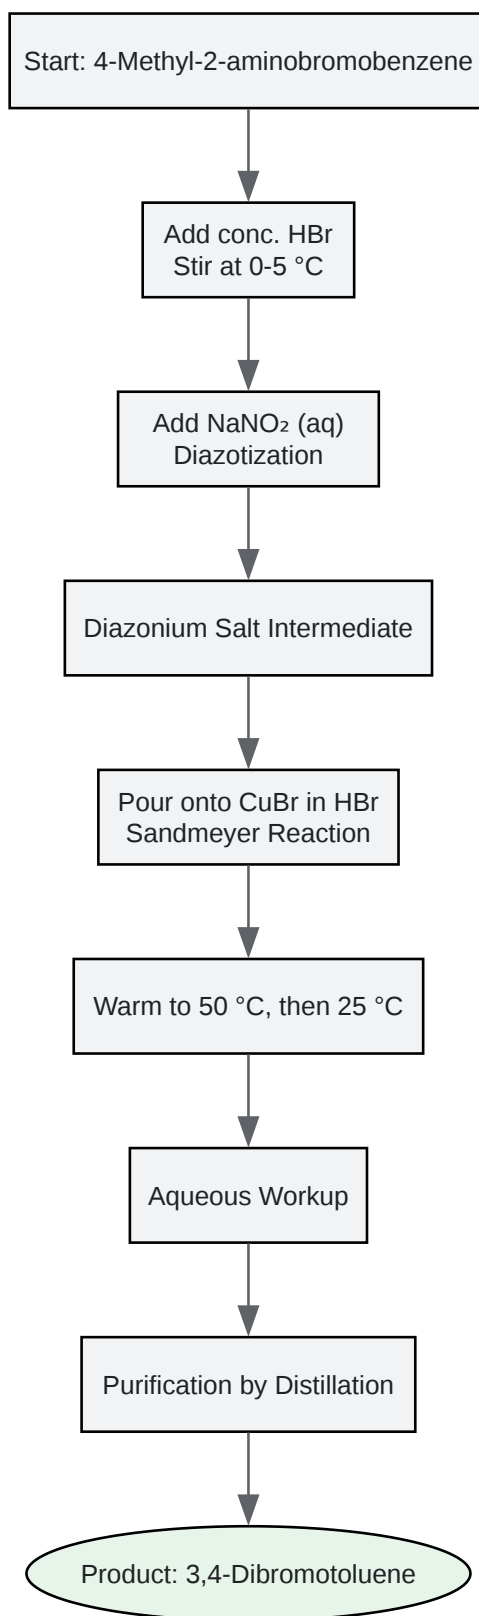 Start: 4-Methyl-2-aminobromobenzene
Add conc. HBr
Stir at 0-5 °C
Add NaNO₂ (aq)
Diazotization
Diazonium Salt Intermediate
Pour onto CuBr in HBr
Sandmeyer Reaction
Warm to 50 °C, then 25 °C
Aqueous Workup
Purification by Distillation
Product: 3,4-Dibromotoluene